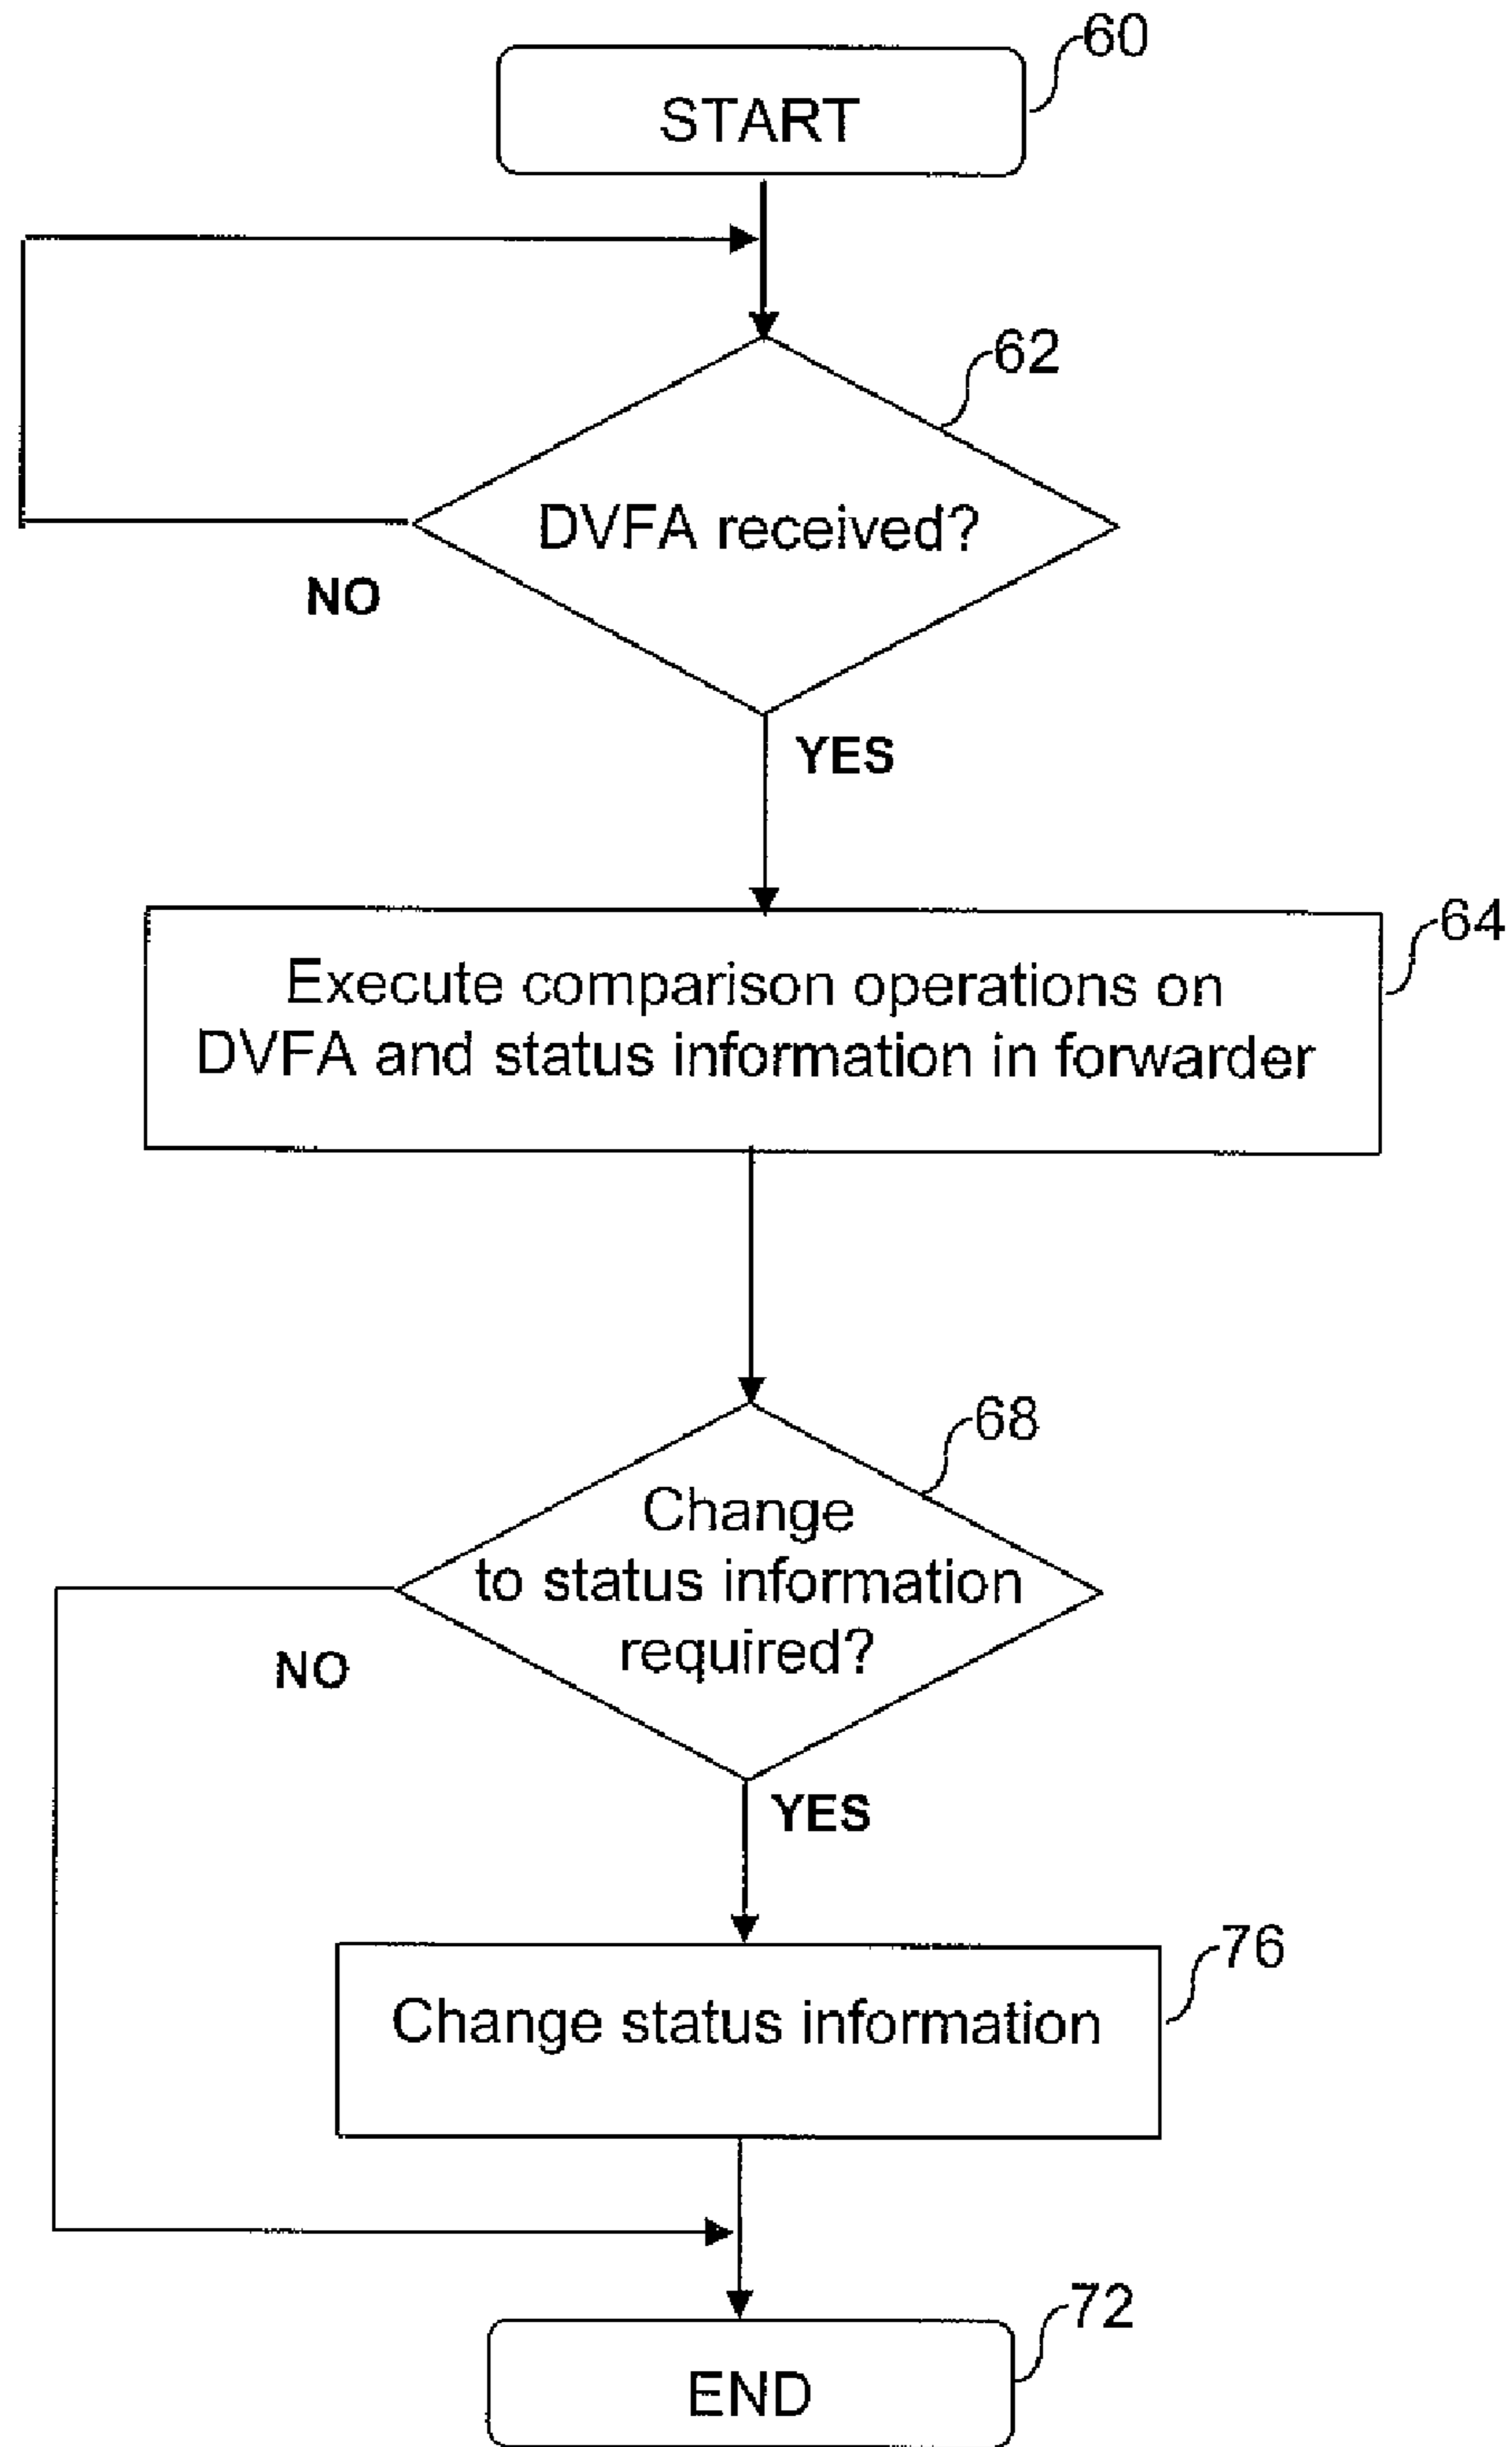 60
START
62
DVFA received?
NO
YES
64
Execute comparison operations on
DVFA and status information in forwarder
68
Change
to status information
required?
NO
YES
76
Change status information
72
END